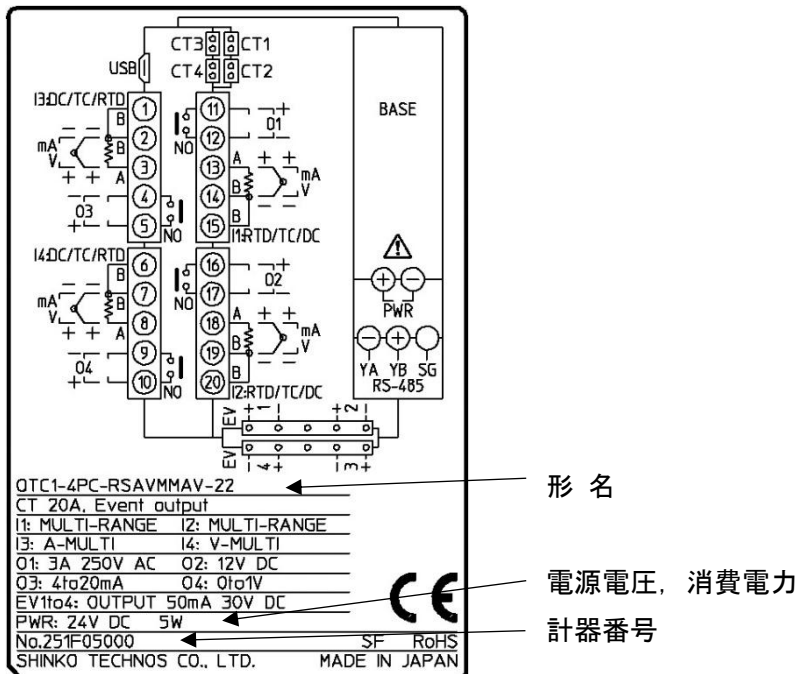 CT3 CT1
USB CT4 CT2
I3:DC/TC/RTD 1 11 BASE
B + O1
mA 2 12
V B NO
3 13 A + + mA
+ + A 14 B V
4
O3 B
+ 5 NO 15 I1:RTD/TC/DC
I4:DC/TC/RTD 6 16 +
B O2
mA 7 17 + − PWR
V B NO
8 18 A + + mA
+ + A 19 B V − +
9
O4 B YA YB SG
+ 10 NO 20 I2:RTD/TC/DC RS-485
EV + 1 − + 2 −
EV − 4 + − 3 +
QTC1-4PC-RSAVMMAV-22 形 名
CT 20A, Event output
I1: MULTI-RANGE I2: MULTI-RANGE
I3: A-MULTI I4: V-MULTI
O1: 3A 250V AC O2: 12V DC
O3: 4to20mA O4: 0to1V
EV1to4: OUTPUT 50mA 30V DC CE
PWR: 24V DC 5W 電源電圧, 消費電力
No.251F05000 SF RoHS 計器番号
SHINKO TECHNOS CO., LTD. MADE IN JAPAN